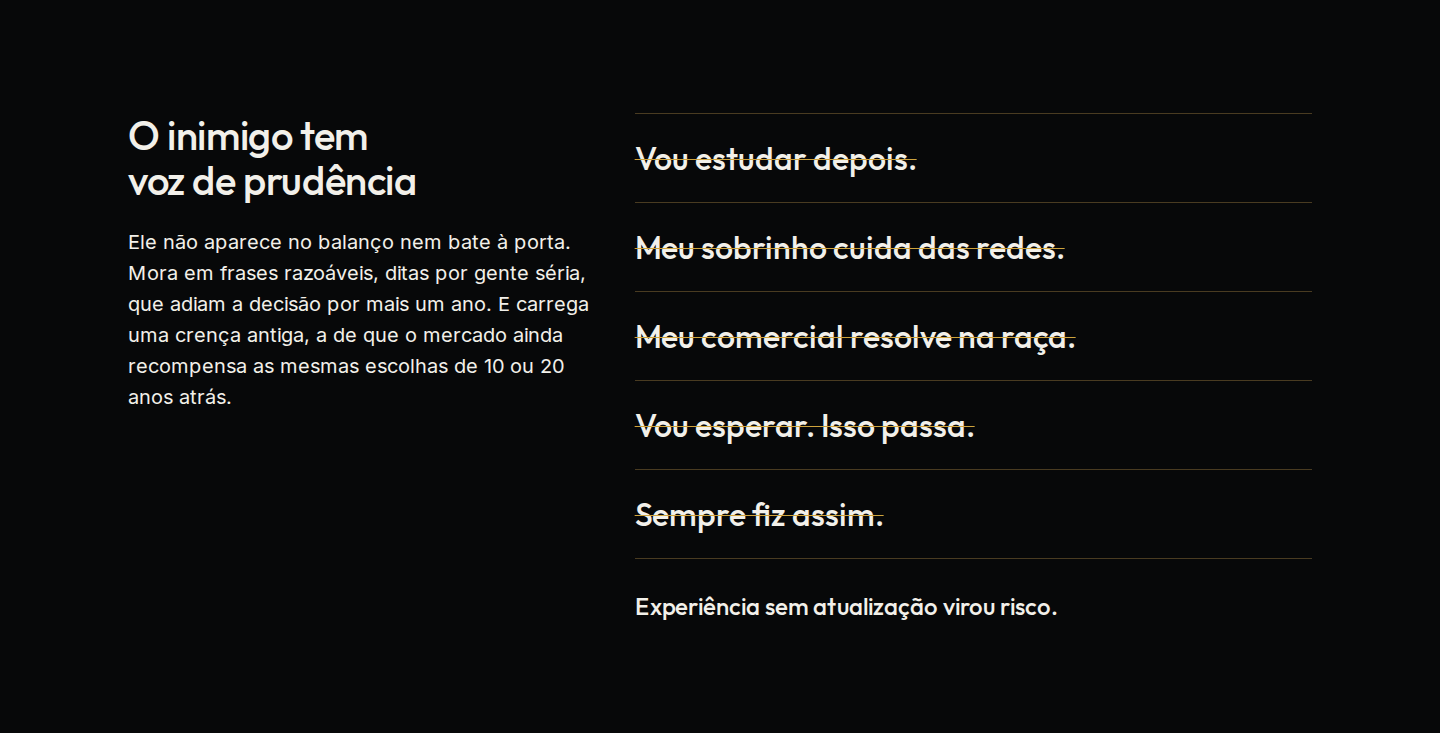 O inimigo tem
voz de prudência
Ele não aparece no balanço nem bate à porta.
Mora em frases razoáveis, ditas por gente séria,
que adiam a decisão por mais um ano. E carrega
uma crença antiga, a de que o mercado ainda
recompensa as mesmas escolhas de 10 ou 20
anos atrás.
Vou estudar depois.
Meu sobrinho cuida das redes.
Meu comercial resolve na raça.
Vou esperar. Isso passa.
Sempre fiz assim.
Experiência sem atualização virou risco.